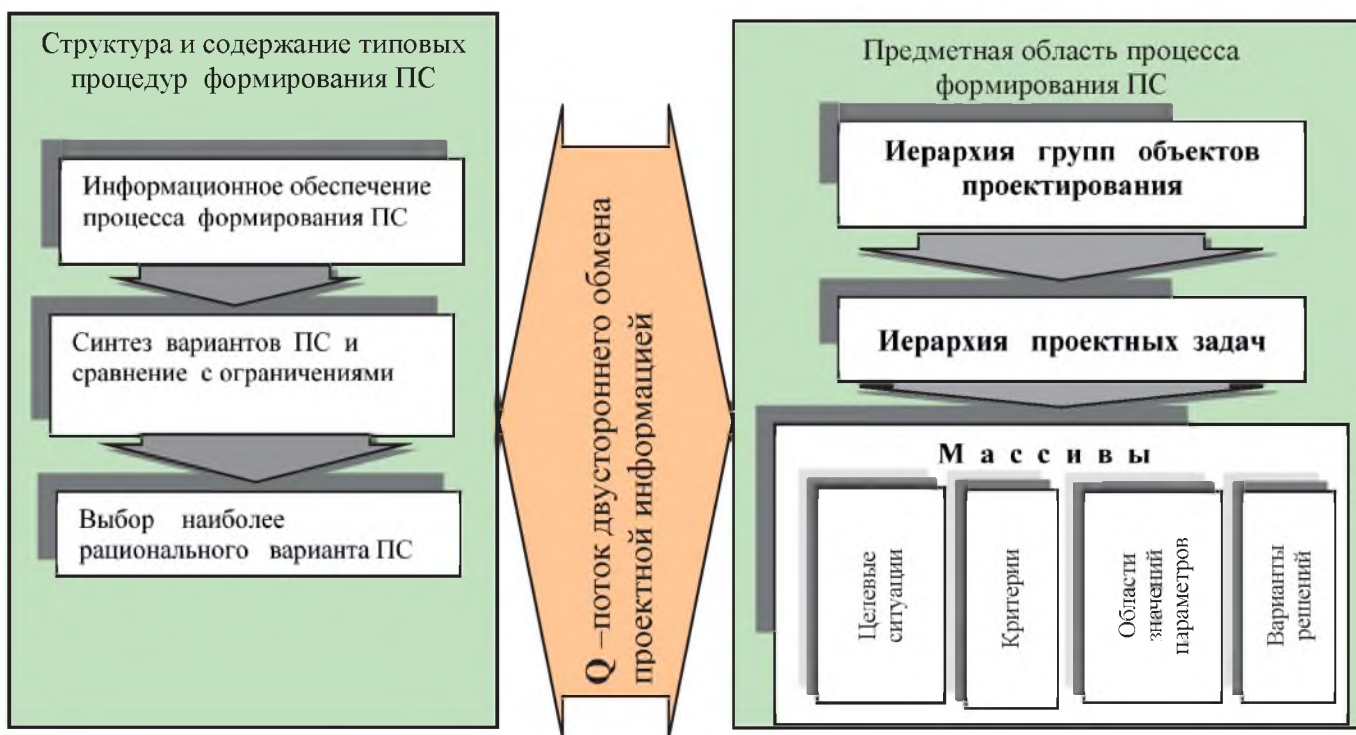 Структура и содержание типовых
процедур формирования ПС
Информационное обеспечение
процесса формирования ПС
Синтез вариантов ПС и
сравнение с ограничениями
Выбор наиболее
рационального варианта ПС
Q –поток двустороннего обмена
проектной информацией
Предметная область процесса
формирования ПС
Иерархия групп объектов
проектирования
Иерархия проектных задач
М а с с и в ы
Целевые
ситуации
Критерии
Области
значений
параметров
Варианты
решений